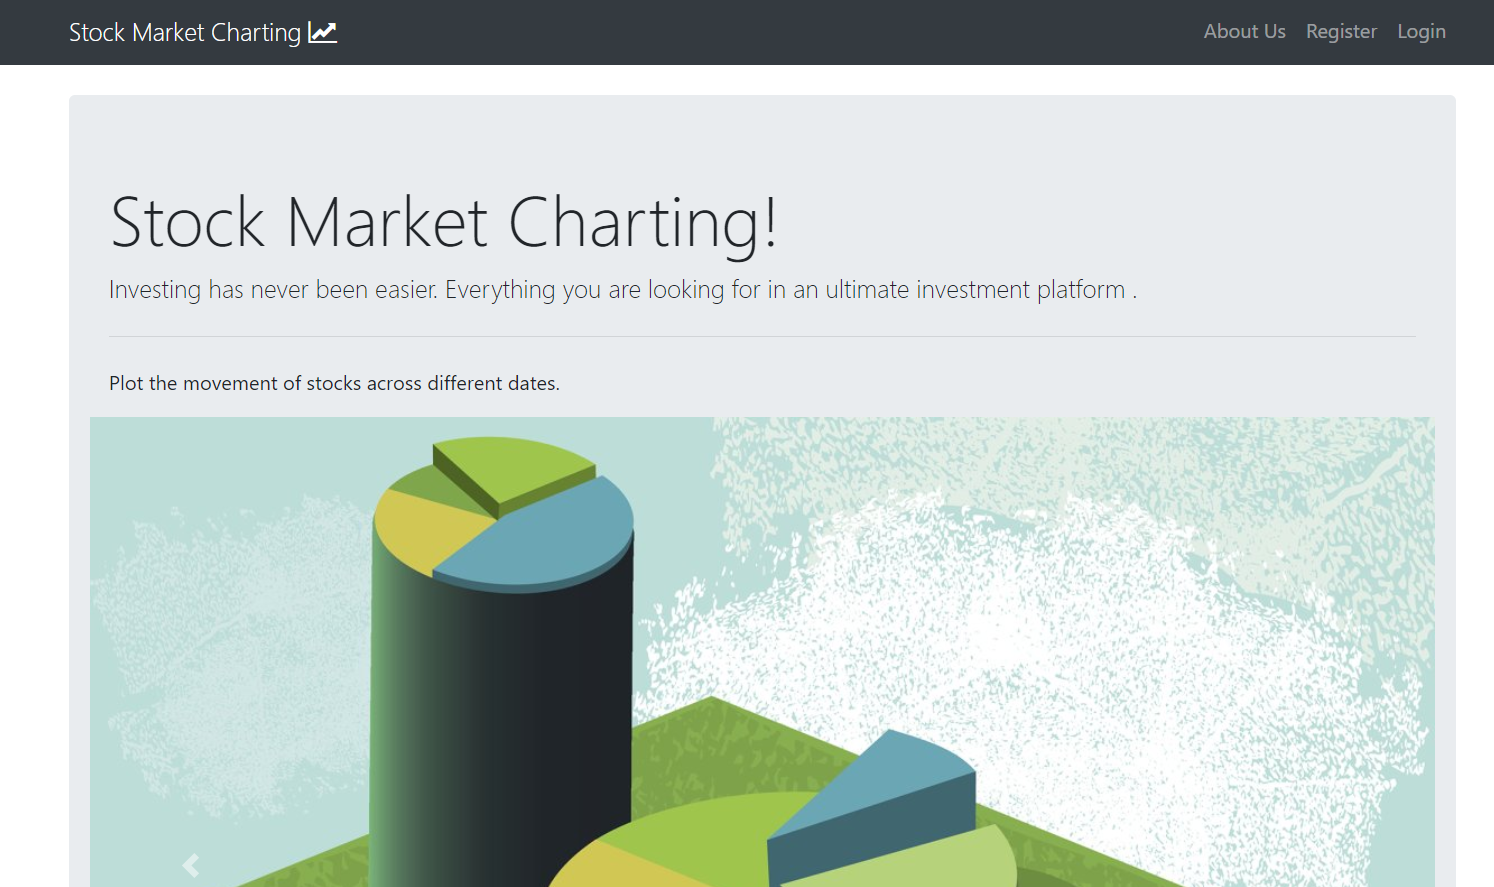 Stock Market Charting
About Us Register Login
Stock Market Charting!
Investing has never been easier. Everything you are looking for in an ultimate investment platform .
Plot the movement of stocks across different dates.